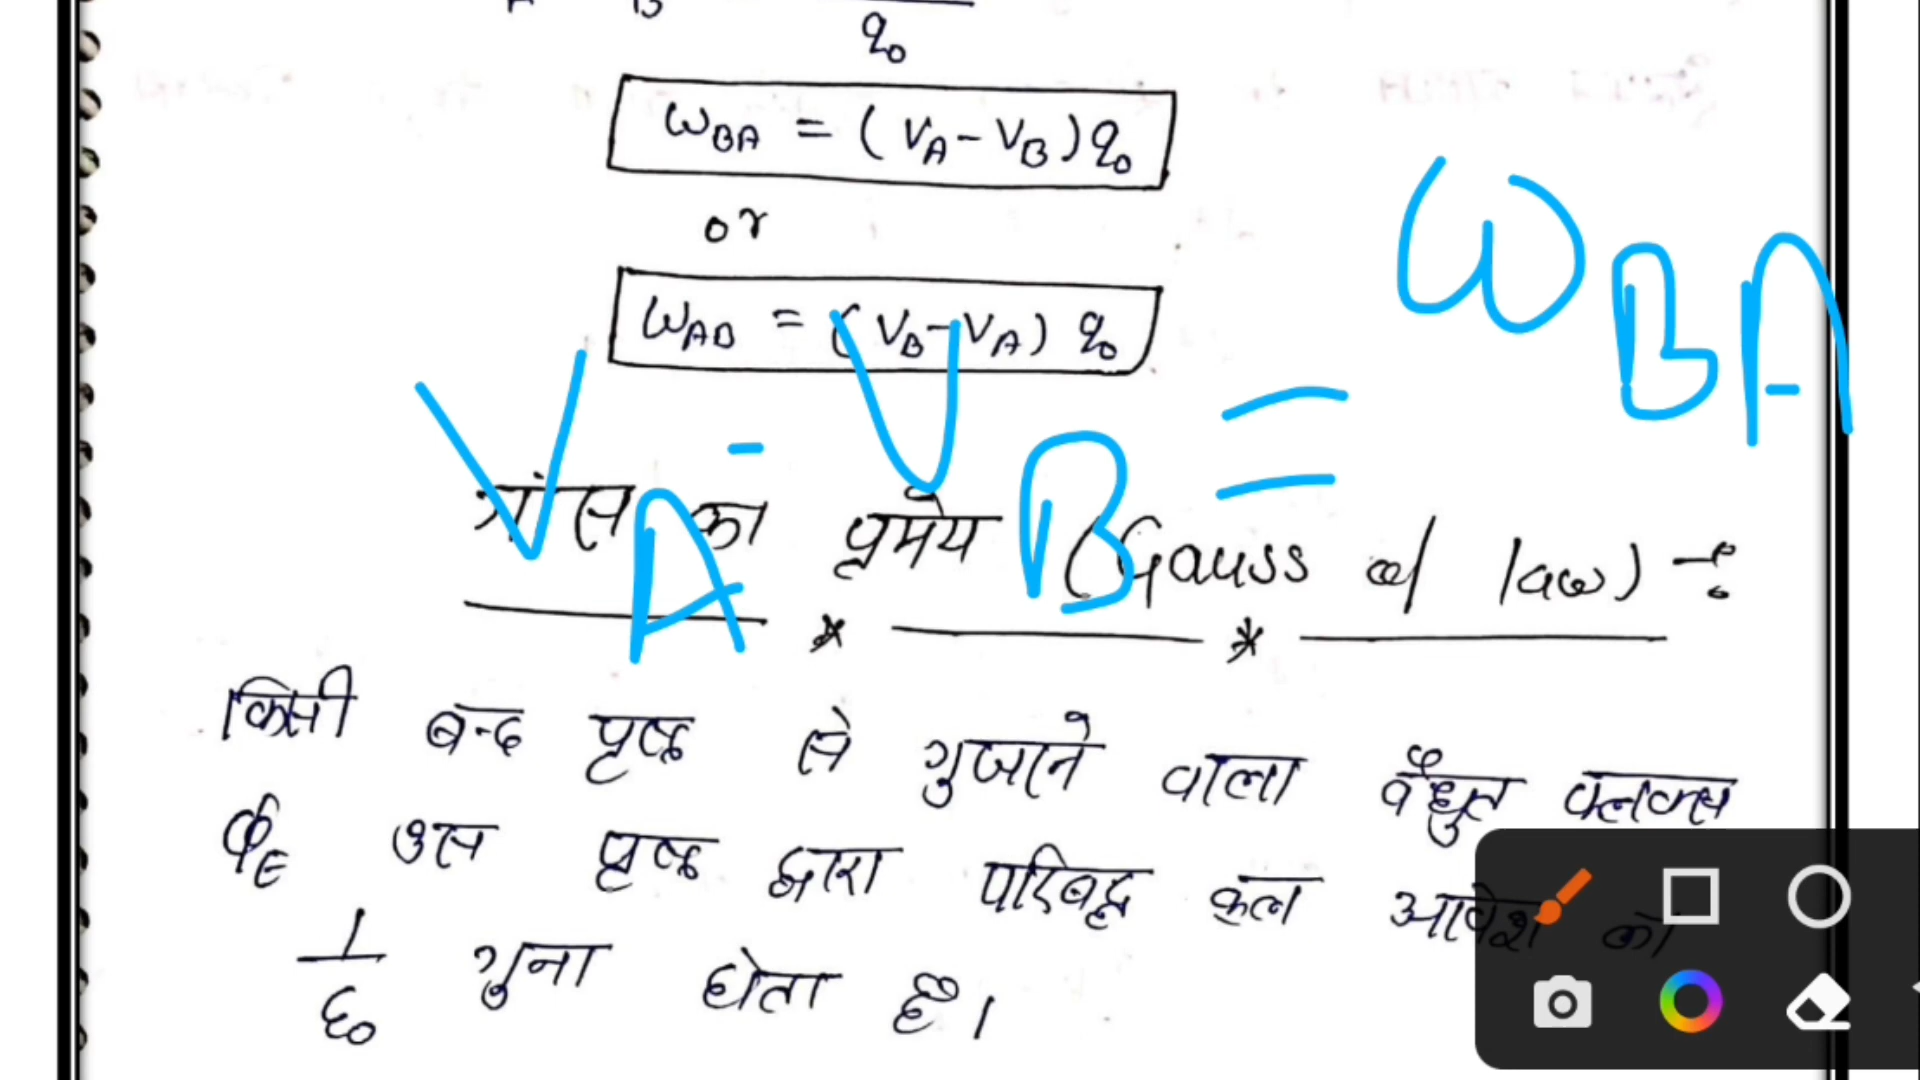 q₀
W_BA = (V_A - V_B) q₀
or
W_AB = (V_B - V_A) q₀
V_A - V_B = W_BA
गॉस का प्रमेय (Gauss of law) -:
किसी बन्द पृष्ठ से गुजरने वाला वैधुत फ्लक्स
ϕ_E उस पृष्ठ द्वारा परिबद्ध कुल आवेश का
1/ε₀ गुना होता है।